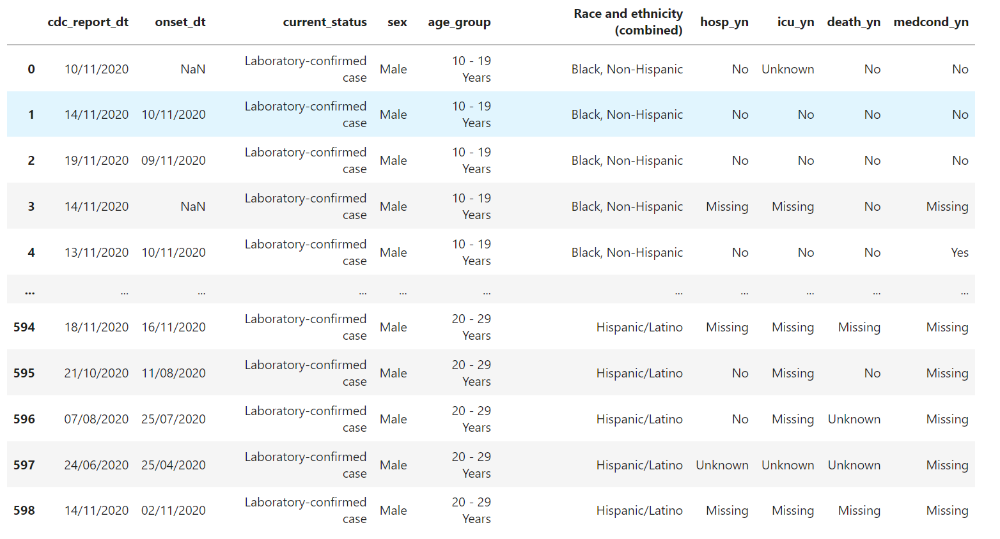 cdc_report_dt onset_dt current_status sex age_group Race and ethnicity (combined) hosp_yn icu_yn death_yn medcond_yn
0 10/11/2020 NaN Laboratory-confirmed case Male 10 - 19 Years Black, Non-Hispanic No Unknown No No
1 14/11/2020 10/11/2020 Laboratory-confirmed case Male 10 - 19 Years Black, Non-Hispanic No No No No
2 19/11/2020 09/11/2020 Laboratory-confirmed case Male 10 - 19 Years Black, Non-Hispanic No No No No
3 14/11/2020 NaN Laboratory-confirmed case Male 10 - 19 Years Black, Non-Hispanic Missing Missing No Missing
4 13/11/2020 10/11/2020 Laboratory-confirmed case Male 10 - 19 Years Black, Non-Hispanic No No No Yes
... ... ... ... ... ... ... ... ... ... ...
594 18/11/2020 16/11/2020 Laboratory-confirmed case Male 20 - 29 Years Hispanic/Latino Missing Missing Missing Missing
595 21/10/2020 11/08/2020 Laboratory-confirmed case Male 20 - 29 Years Hispanic/Latino No Missing No Missing
596 07/08/2020 25/07/2020 Laboratory-confirmed case Male 20 - 29 Years Hispanic/Latino No Missing Unknown Missing
597 24/06/2020 25/04/2020 Laboratory-confirmed case Male 20 - 29 Years Hispanic/Latino Unknown Unknown Unknown Missing
598 14/11/2020 02/11/2020 Laboratory-confirmed case Male 20 - 29 Years Hispanic/Latino Missing Missing Missing Missing